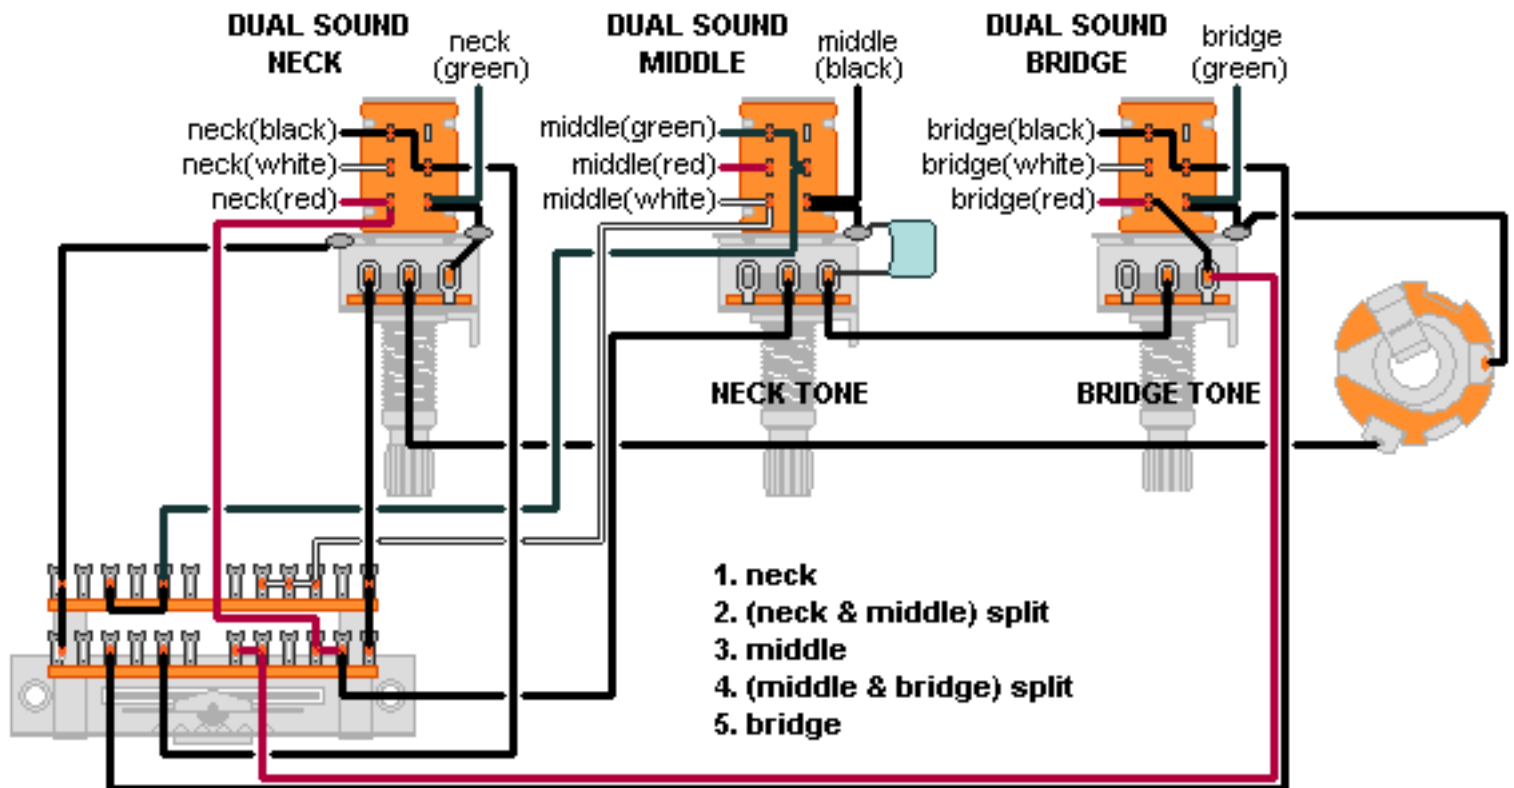 DUAL SOUND
NECK
neck
(green)
DUAL SOUND
MIDDLE
middle
(black)
DUAL SOUND
BRIDGE
bridge
(green)
neck(black)
neck(white)
neck(red)
middle(green)
middle(red)
middle(white)
bridge(black)
bridge(white)
bridge(red)
NECK TONE
BRIDGE TONE
1. neck
2. (neck & middle) split
3. middle
4. (middle & bridge) split
5. bridge